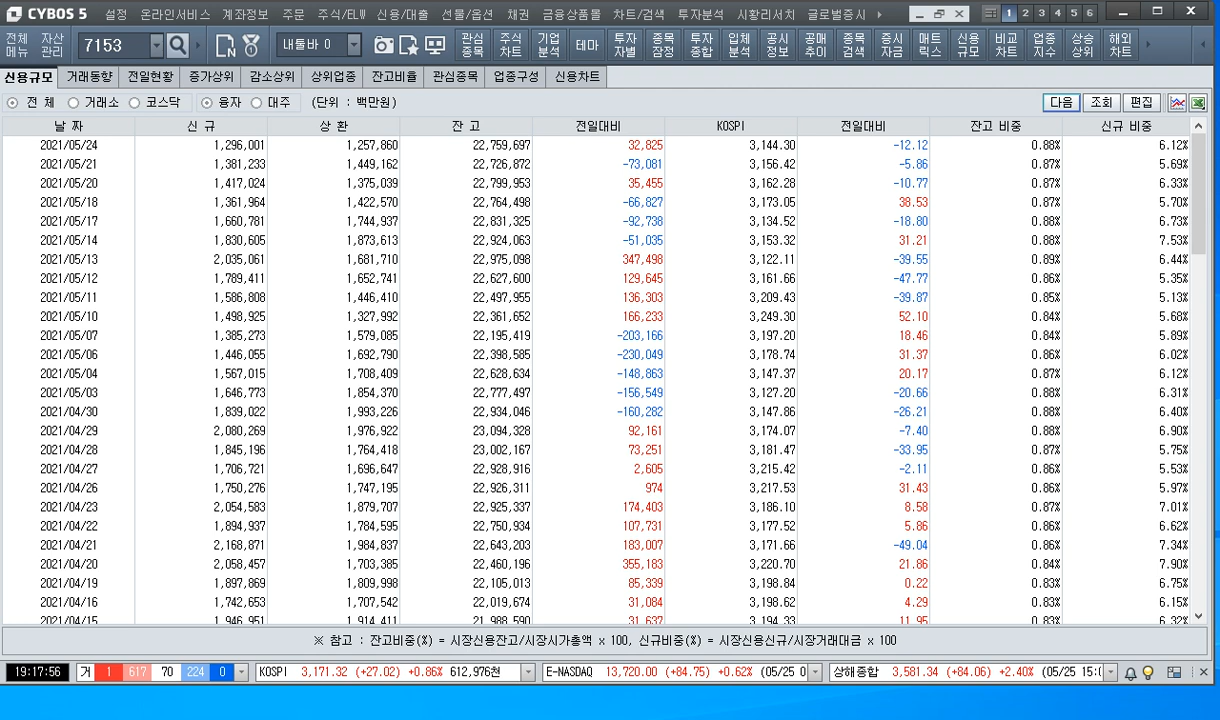 CYBOS 5 설정 온라인서비스 계좌정보 주문 주식/ELW 신용/대출 선물/옵션 채권 금융상품몰 차트/검색 투자분석 시황리서치 글로벌증시 1 2 3 4 5 6
전체메뉴 자산관리 7153 내툴바 0 관심종목 주식차트 기업분석 테마 투자자별 종목잠정 투자종합 입체분석 공시정보 공매추이 종목검색 증시자금 매트릭스 신용규모 비교차트 업종지수 상승상위 해외차트
신용규모 거래동향 전일현황 증가상위 감소상위 상위업종 잔고비율 관심종목 업종구성 신용차트
전 체 거래소 코스닥 융자 대주 (단위 : 백만원) 다음 조회 편집
날 짜 신 규 상 환 잔 고 전일대비 KOSPI 전일대비 잔고 비중 신규 비중
2021/05/24 1,296,001 1,257,860 22,759,697 32,825 3,144.30 -12.12 0.88% 6.12%
2021/05/21 1,381,233 1,449,162 22,726,872 -73,081 3,156.42 -5.86 0.87% 5.69%
2021/05/20 1,417,024 1,375,039 22,799,953 35,455 3,162.28 -10.77 0.87% 6.33%
2021/05/18 1,361,964 1,422,570 22,764,498 -66,827 3,173.05 38.53 0.87% 5.70%
2021/05/17 1,660,781 1,744,937 22,831,325 -92,738 3,134.52 -18.80 0.88% 6.73%
2021/05/14 1,830,605 1,873,613 22,924,063 -51,035 3,153.32 31.21 0.88% 7.53%
2021/05/13 2,035,061 1,681,710 22,975,098 347,498 3,122.11 -39.55 0.89% 6.44%
2021/05/12 1,789,411 1,652,741 22,627,600 129,645 3,161.66 -47.77 0.86% 5.35%
2021/05/11 1,586,808 1,446,410 22,497,955 136,303 3,209.43 -39.87 0.85% 5.13%
2021/05/10 1,498,925 1,327,992 22,361,652 166,233 3,249.30 52.10 0.84% 5.68%
2021/05/07 1,385,273 1,579,085 22,195,419 -203,166 3,197.20 18.46 0.84% 5.89%
2021/05/06 1,446,055 1,692,790 22,398,585 -230,049 3,178.74 31.37 0.86% 6.02%
2021/05/04 1,567,015 1,708,409 22,628,634 -148,863 3,147.37 20.17 0.87% 6.12%
2021/05/03 1,646,773 1,854,370 22,777,497 -156,549 3,127.20 -20.66 0.88% 6.31%
2021/04/30 1,839,022 1,993,226 22,934,046 -160,282 3,147.86 -26.21 0.88% 6.40%
2021/04/29 2,080,269 1,976,922 23,094,328 92,161 3,174.07 -7.40 0.88% 6.90%
2021/04/28 1,845,196 1,764,418 23,002,167 73,251 3,181.47 -33.95 0.87% 5.75%
2021/04/27 1,706,721 1,696,647 22,928,916 2,605 3,215.42 -2.11 0.86% 5.53%
2021/04/26 1,750,276 1,747,195 22,926,311 974 3,217.53 31.43 0.86% 5.97%
2021/04/23 2,054,583 1,879,707 22,925,337 174,403 3,186.10 8.58 0.87% 7.01%
2021/04/22 1,894,937 1,784,595 22,750,934 107,731 3,177.52 5.86 0.86% 6.62%
2021/04/21 2,168,871 1,984,837 22,643,203 183,007 3,171.66 -49.04 0.86% 7.34%
2021/04/20 2,058,457 1,703,385 22,460,196 355,183 3,220.70 21.86 0.84% 7.90%
2021/04/19 1,897,869 1,809,998 22,105,013 85,339 3,198.84 0.22 0.83% 6.75%
2021/04/16 1,742,653 1,707,542 22,019,674 31,084 3,198.62 4.29 0.83% 6.15%
2021/04/15 1,946,951 1,914,411 21,988,590 31,637 3,194.33 11.95 0.83% 6.32%
※ 참고 : 잔고비중(%) = 시장신용잔고/시장시가총액 x 100, 신규비중(%) = 시장신용신규/시장거래대금 x 100
19:17:56 거 1 617 70 224 0 KOSPI 3,171.32 (+27.02) +0.86% 612,976천 E-NASDAQ 13,720.00 (+84.75) +0.62% (05/25 0 상해종합 3,581.34 (+84.06) +2.40% (05/25 15:(